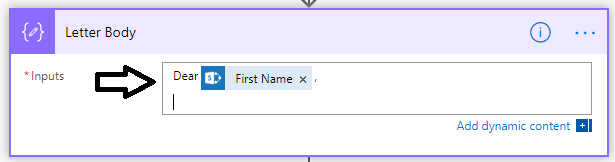 Letter Body
* Inputs
Dear First Name ,
Add dynamic content